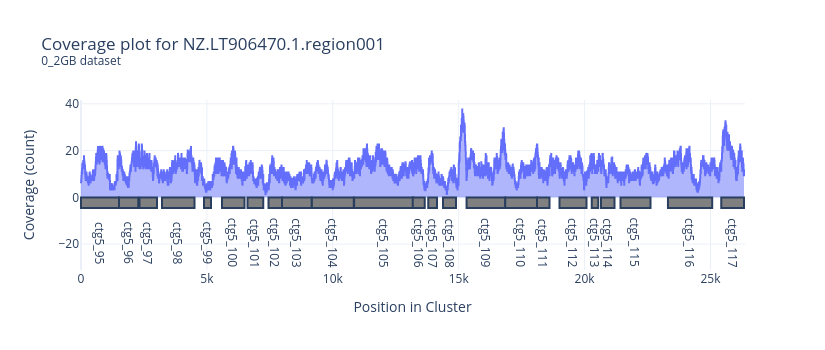 Coverage plot for NZ.LT906470.1.region001
0_2GB dataset
Coverage (count)
40
20
0
−20
ctg5_95
ctg5_96
ctg5_97
ctg5_98
ctg5_99
ctg5_100
ctg5_101
ctg5_102
ctg5_103
ctg5_104
ctg5_105
ctg5_106
ctg5_107
ctg5_108
ctg5_109
ctg5_110
ctg5_111
ctg5_112
ctg5_113
ctg5_114
ctg5_115
ctg5_116
ctg5_117
0
5k
10k
15k
20k
25k
Position in Cluster